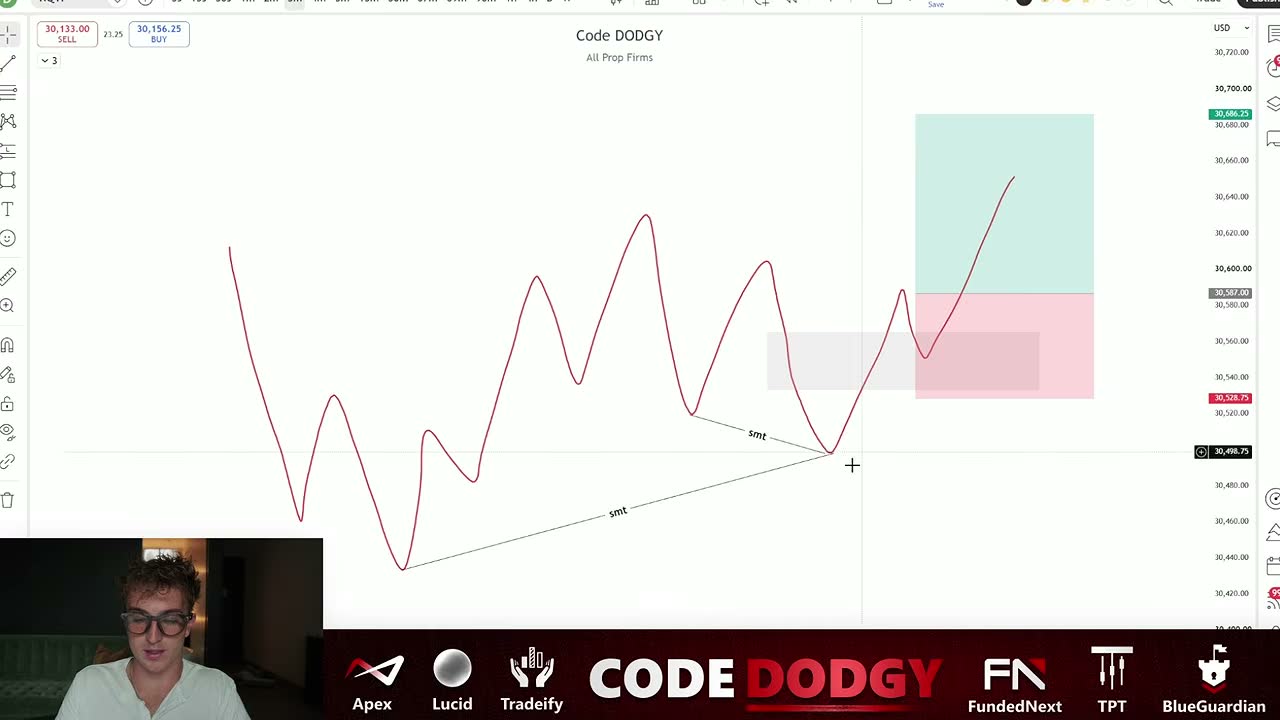 Save
30,133.00
SELL
23.25
30,156.25
BUY
3
Code DODGY
All Prop Firms
USD
30,720.00
30,700.00
30,686.25
30,680.00
30,660.00
30,640.00
30,620.00
30,600.00
30,587.00
30,580.00
30,560.00
30,540.00
30,528.75
30,520.00
30,498.75
30,480.00
30,460.00
30,440.00
30,420.00
smt
smt
CODE DODGY
Apex
Lucid
Tradeify
FundedNext
TPT
BlueGuardian